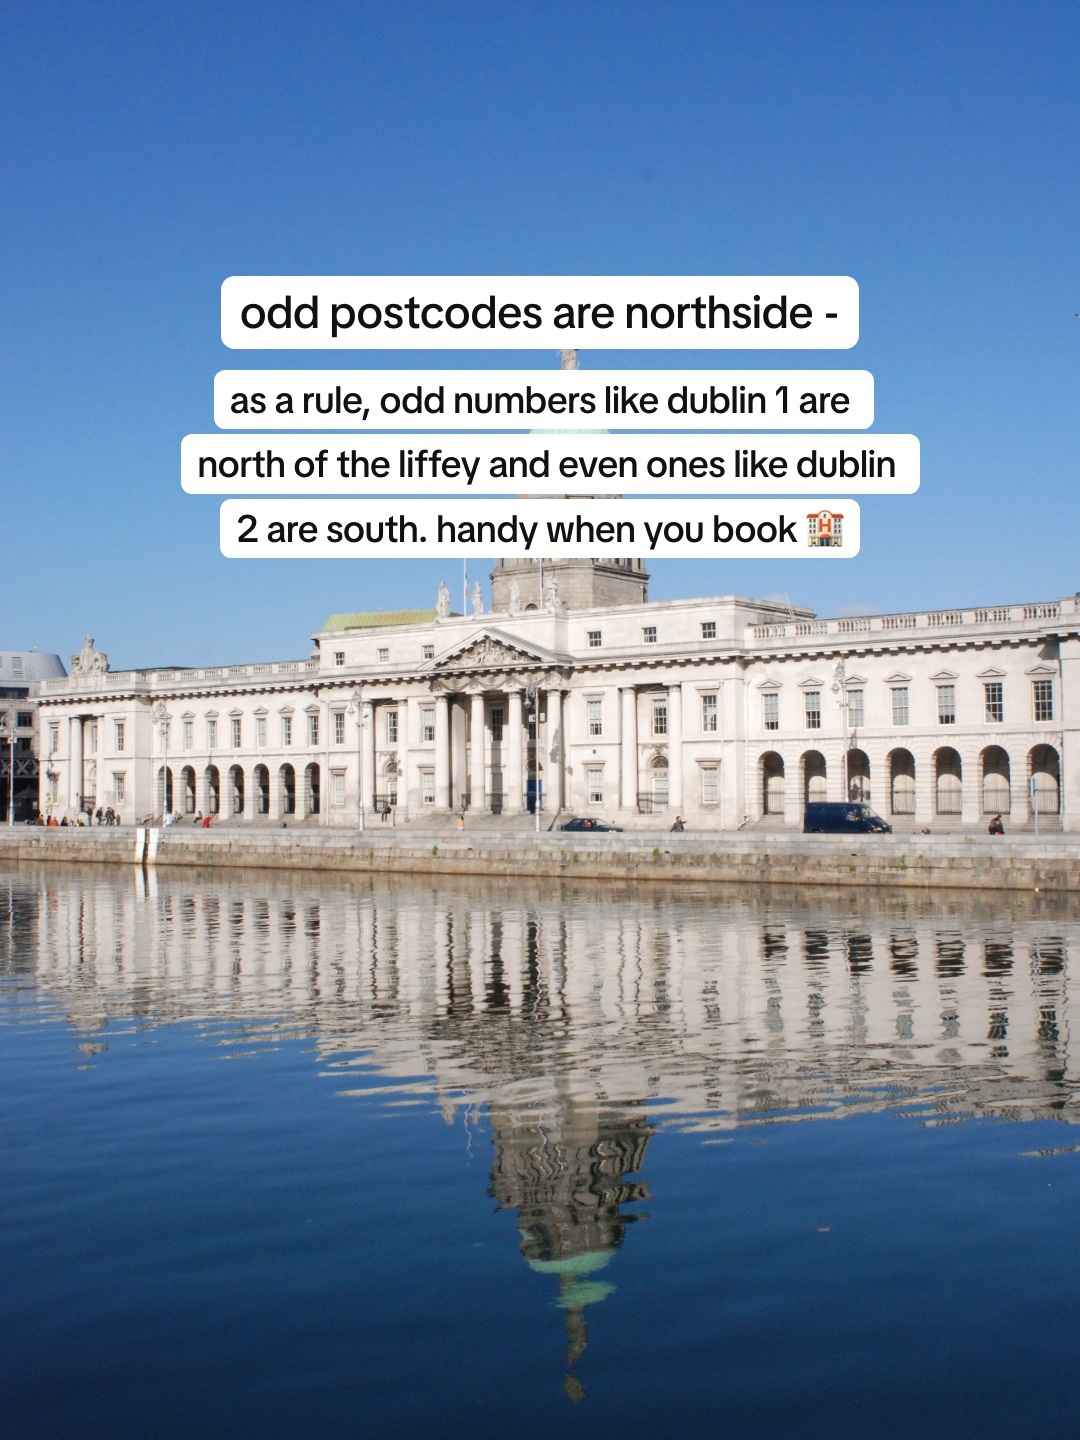 odd postcodes are northside -
as a rule, odd numbers like dublin 1 are
north of the liffey and even ones like dublin
2 are south. handy when you book 🏨